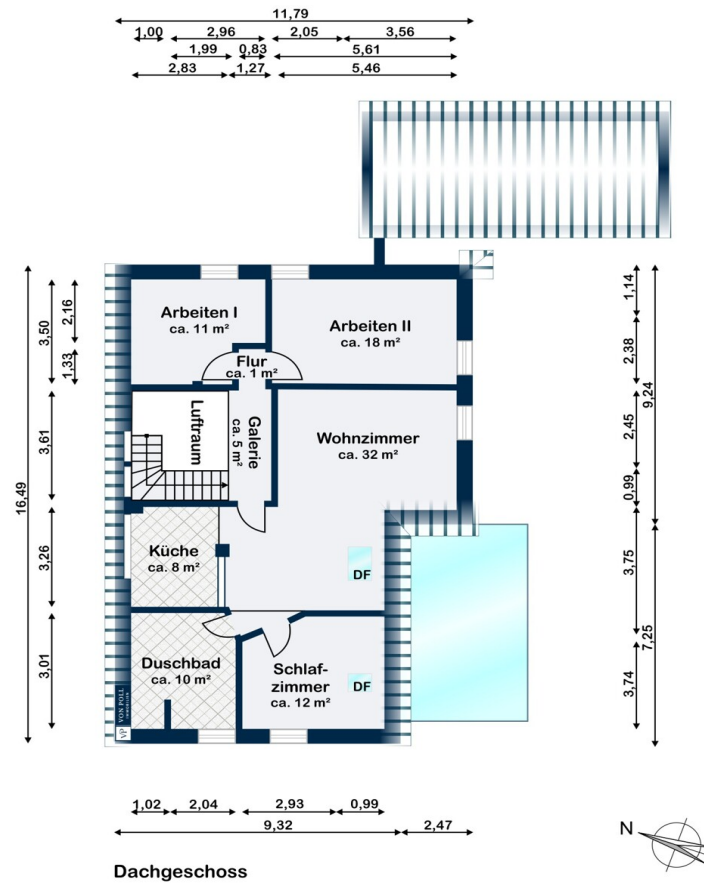 11,79
1,00 2,96 2,05 3,56
1,99 0,83 5,61
2,83 1,27 5,46
16,49
3,50
2,16
1,33
3,61
3,26
3,01
Arbeiten I
ca. 11 m²
Arbeiten II
ca. 18 m²
Flur
ca. 1 m²
Luftraum
Galerie
ca. 5 m²
Wohnzimmer
ca. 32 m²
Küche
ca. 8 m²
DF
Duschbad
ca. 10 m²
Schlaf-
zimmer
ca. 12 m²
DF
VP VON POLL
IMMOBILIEN
1,14
2,38
2,45
0,99
3,75
3,74
9,24
7,25
1,02 2,04 2,93 0,99
9,32 2,47
N
Dachgeschoss